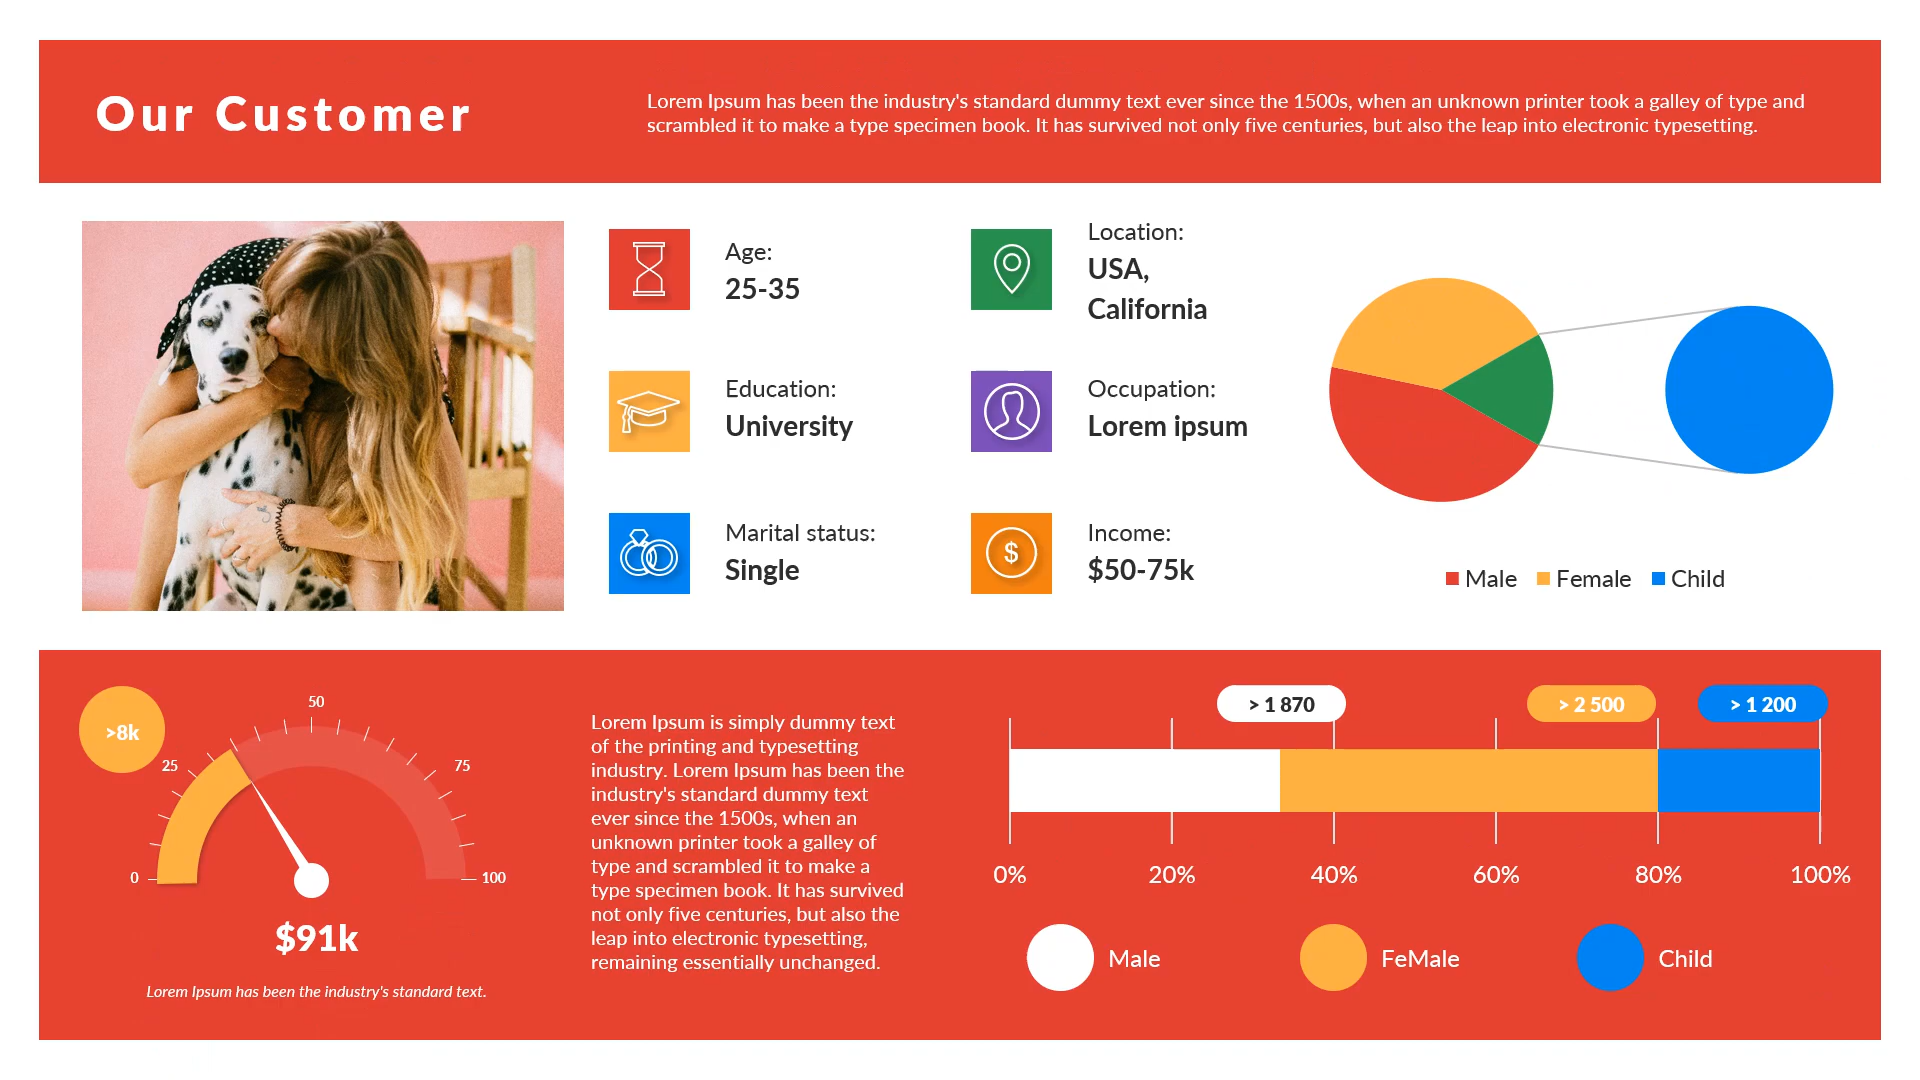 Our Customer
Lorem Ipsum has been the industry's standard dummy text ever since the 1500s, when an unknown printer took a galley of type and
scrambled it to make a type specimen book. It has survived not only five centuries, but also the leap into electronic typesetting.
Age:
25-35
Location:
USA,
California
Education:
University
Occupation:
Lorem ipsum
Marital status:
Single
Income:
$50-75k
$
Male
Female
Child
>8k
0
25
50
75
100
$91k
Lorem Ipsum has been the industry's standard text.
Lorem Ipsum is simply dummy text
of the printing and typesetting
industry. Lorem Ipsum has been the
industry's standard dummy text
ever since the 1500s, when an
unknown printer took a galley of
type and scrambled it to make a
type specimen book. It has survived
not only five centuries, but also the
leap into electronic typesetting,
remaining essentially unchanged.
> 1 870
> 2 500
> 1 200
0%
20%
40%
60%
80%
100%
Male
FeMale
Child